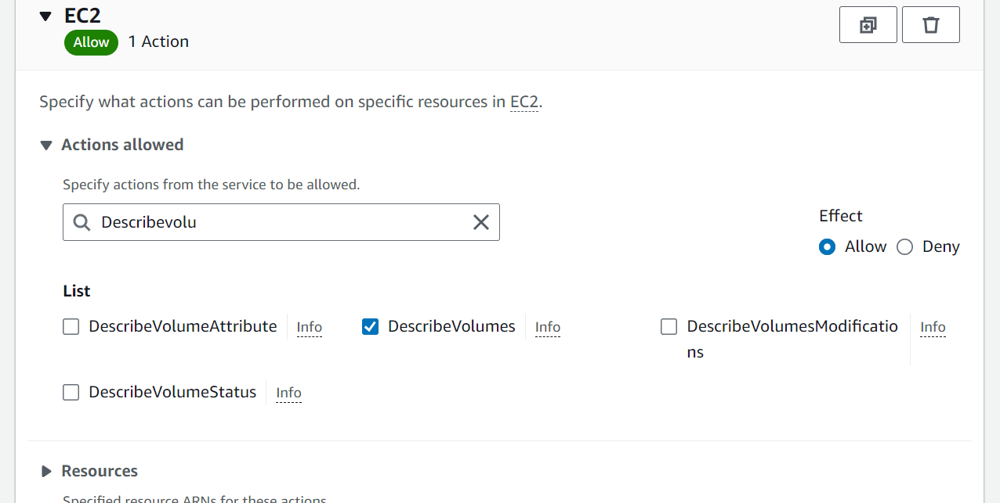 EC2
Allow 1 Action
Specify what actions can be performed on specific resources in EC2.
Actions allowed
Specify actions from the service to be allowed.
Describevolu
Effect
Allow Deny
List
DescribeVolumeAttribute Info
DescribeVolumes Info
DescribeVolumesModificatio
ns
Info
DescribeVolumeStatus Info
Resources
Specified resource ARNs for these actions.